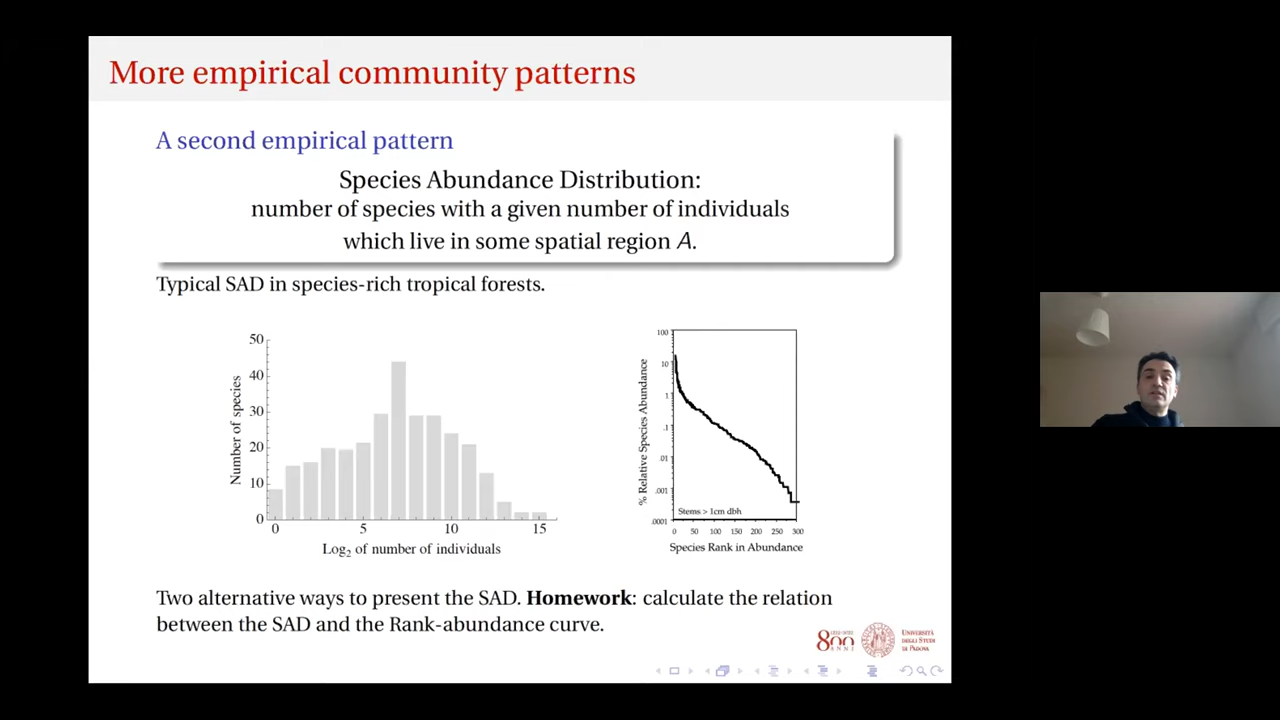 More empirical community patterns
A second empirical pattern
Species Abundance Distribution:
number of species with a given number of individuals
which live in some spatial region A.
Typical SAD in species-rich tropical forests.
50
40
30
20
10
0
Number of species
0 5 10 15
Log₂ of number of individuals
100
10
1
.1
.01
.001
.0001
% Relative Species Abundance
Stems > 1cm dbh
0 50 100 150 200 250 300
Species Rank in Abundance
Two alternative ways to present the SAD. Homework: calculate the relation
between the SAD and the Rank-abundance curve.
800
ANNI
UNIVERSITÀ
DEGLI STUDI
DI PADOVA